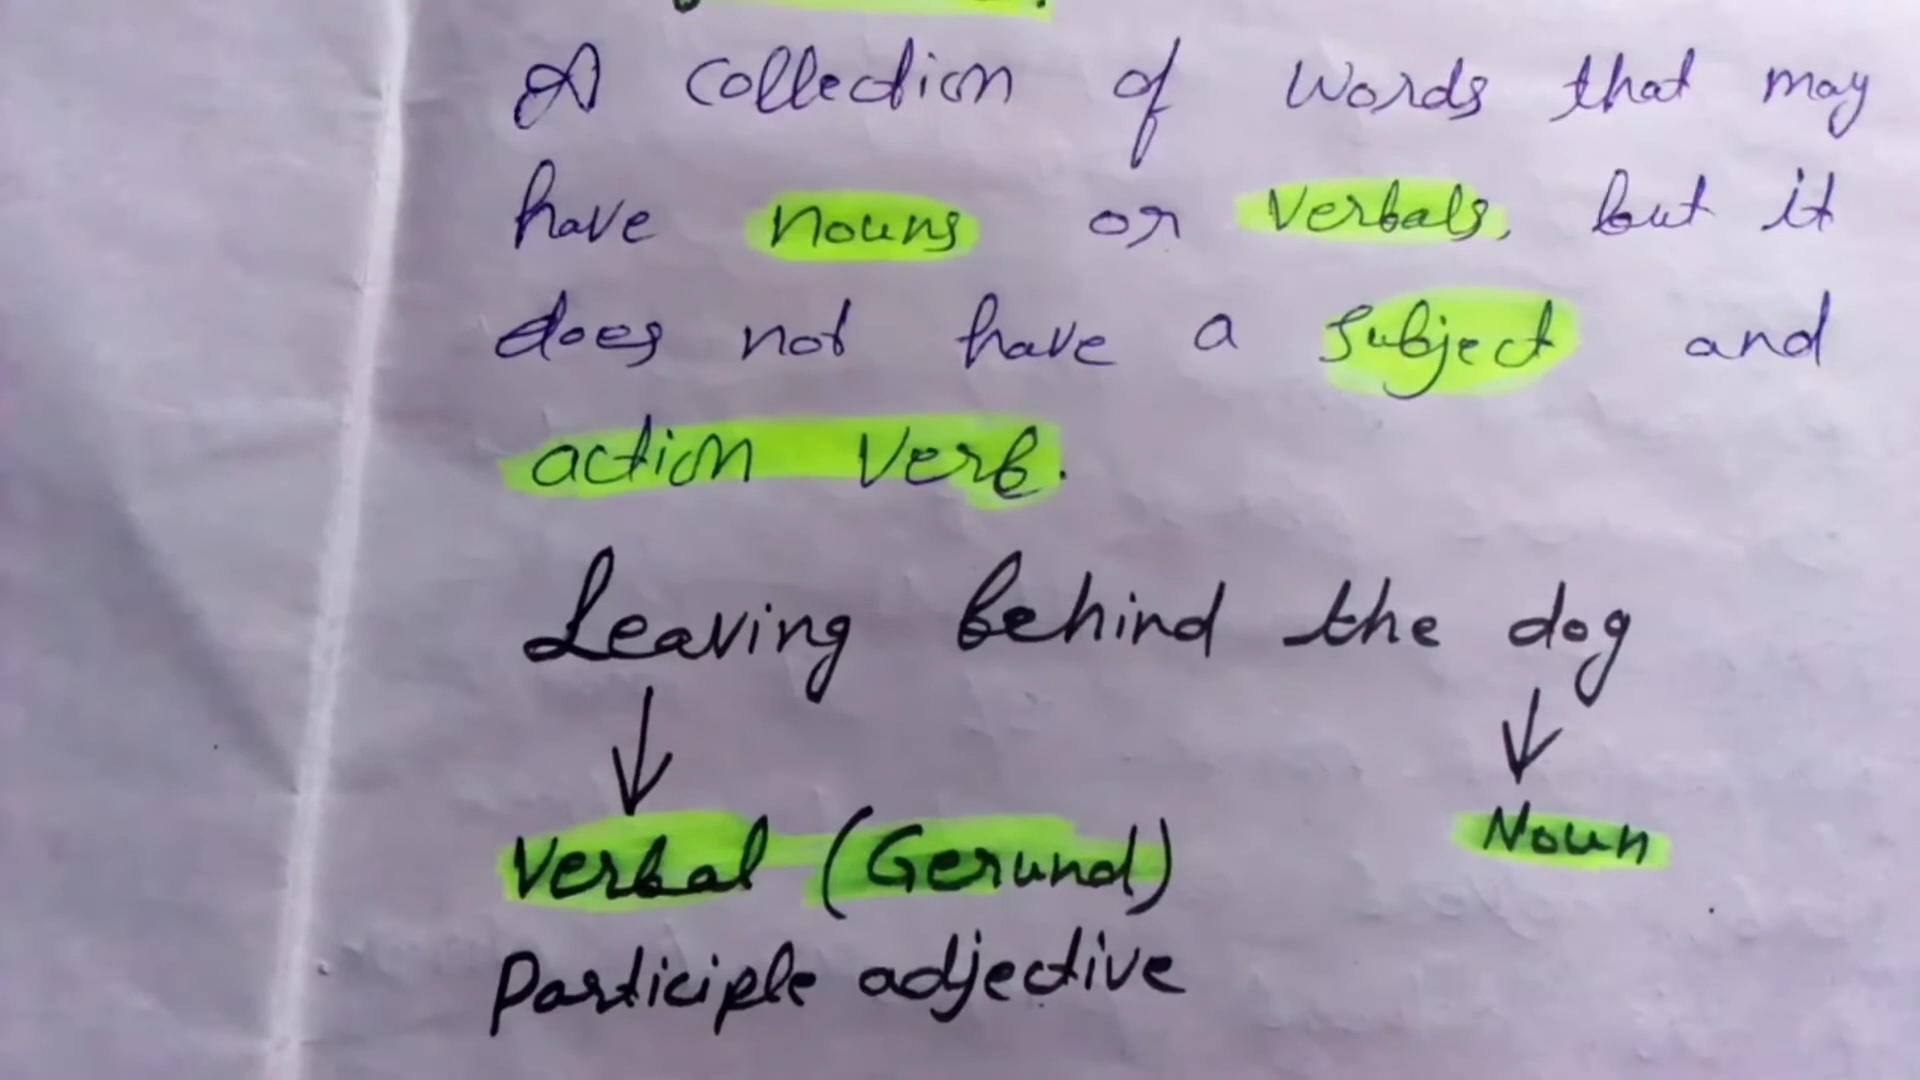 A collection of words that may
have nouns or verbals, but it
does not have a subject and
action verb.
Leaving behind the dog
Verbal (Gerund) Noun
Participle adjective